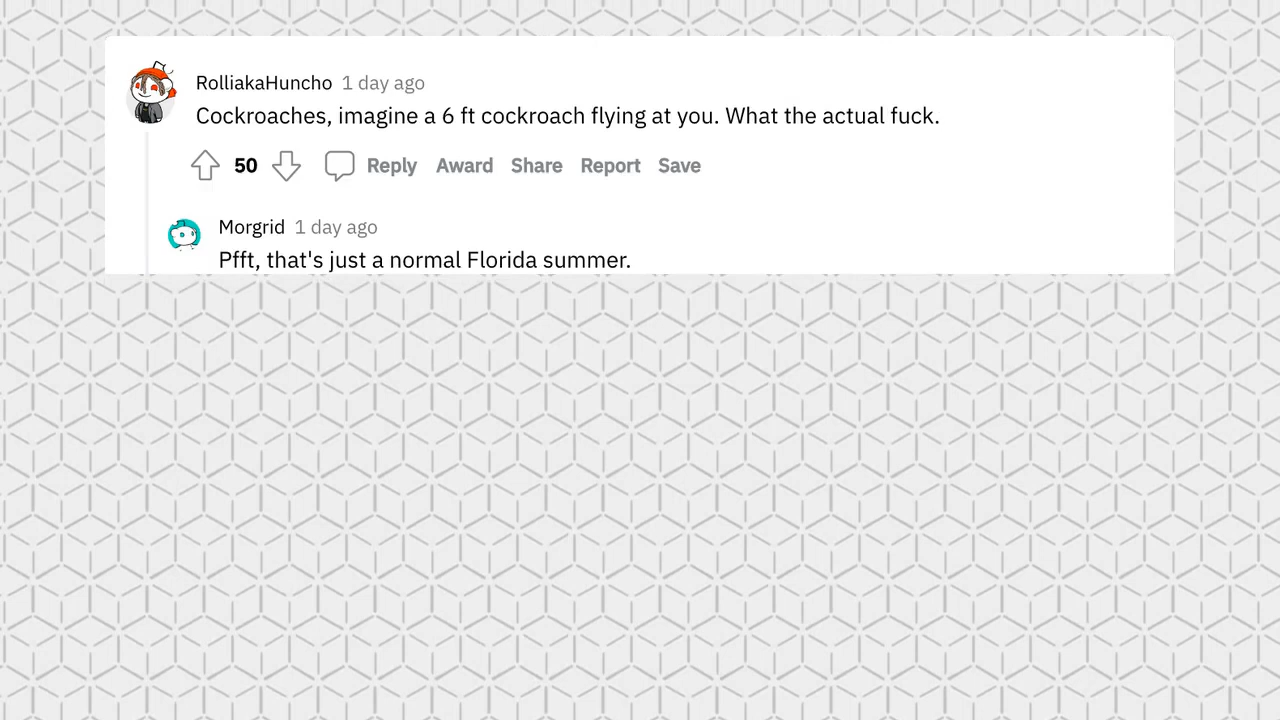 RolliakaHuncho 1 day ago
Cockroaches, imagine a 6 ft cockroach flying at you. What the actual fuck.
50 Reply Award Share Report Save
Morgrid 1 day ago
Pfft, that's just a normal Florida summer.